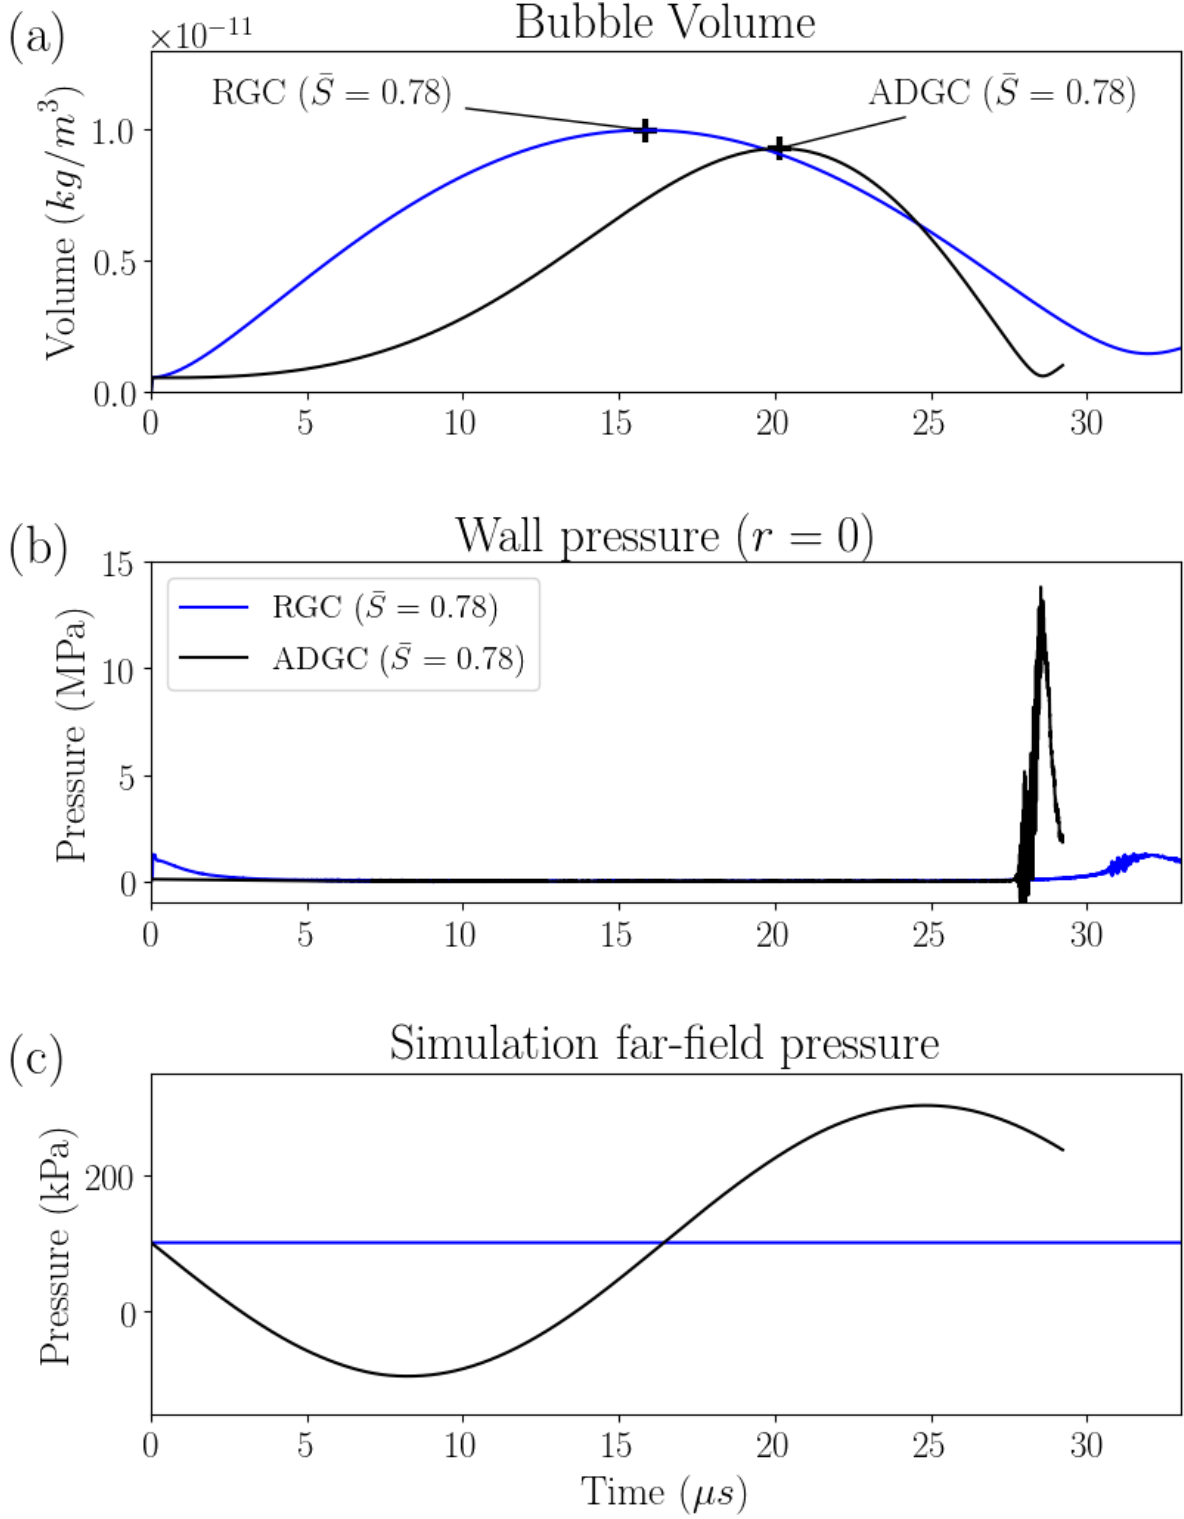 (a)
×10⁻¹¹
Bubble Volume
RGC (S̄ = 0.78)
ADGC (S̄ = 0.78)
Volume (kg/m³)
1.0
0.5
0.0
0 5 10 15 20 25 30
(b)
Wall pressure (r = 0)
Pressure (MPa)
15
10
5
0
RGC (S̄ = 0.78)
ADGC (S̄ = 0.78)
0 5 10 15 20 25 30
(c)
Simulation far-field pressure
Pressure (kPa)
200
0
0 5 10 15 20 25 30
Time (μs)